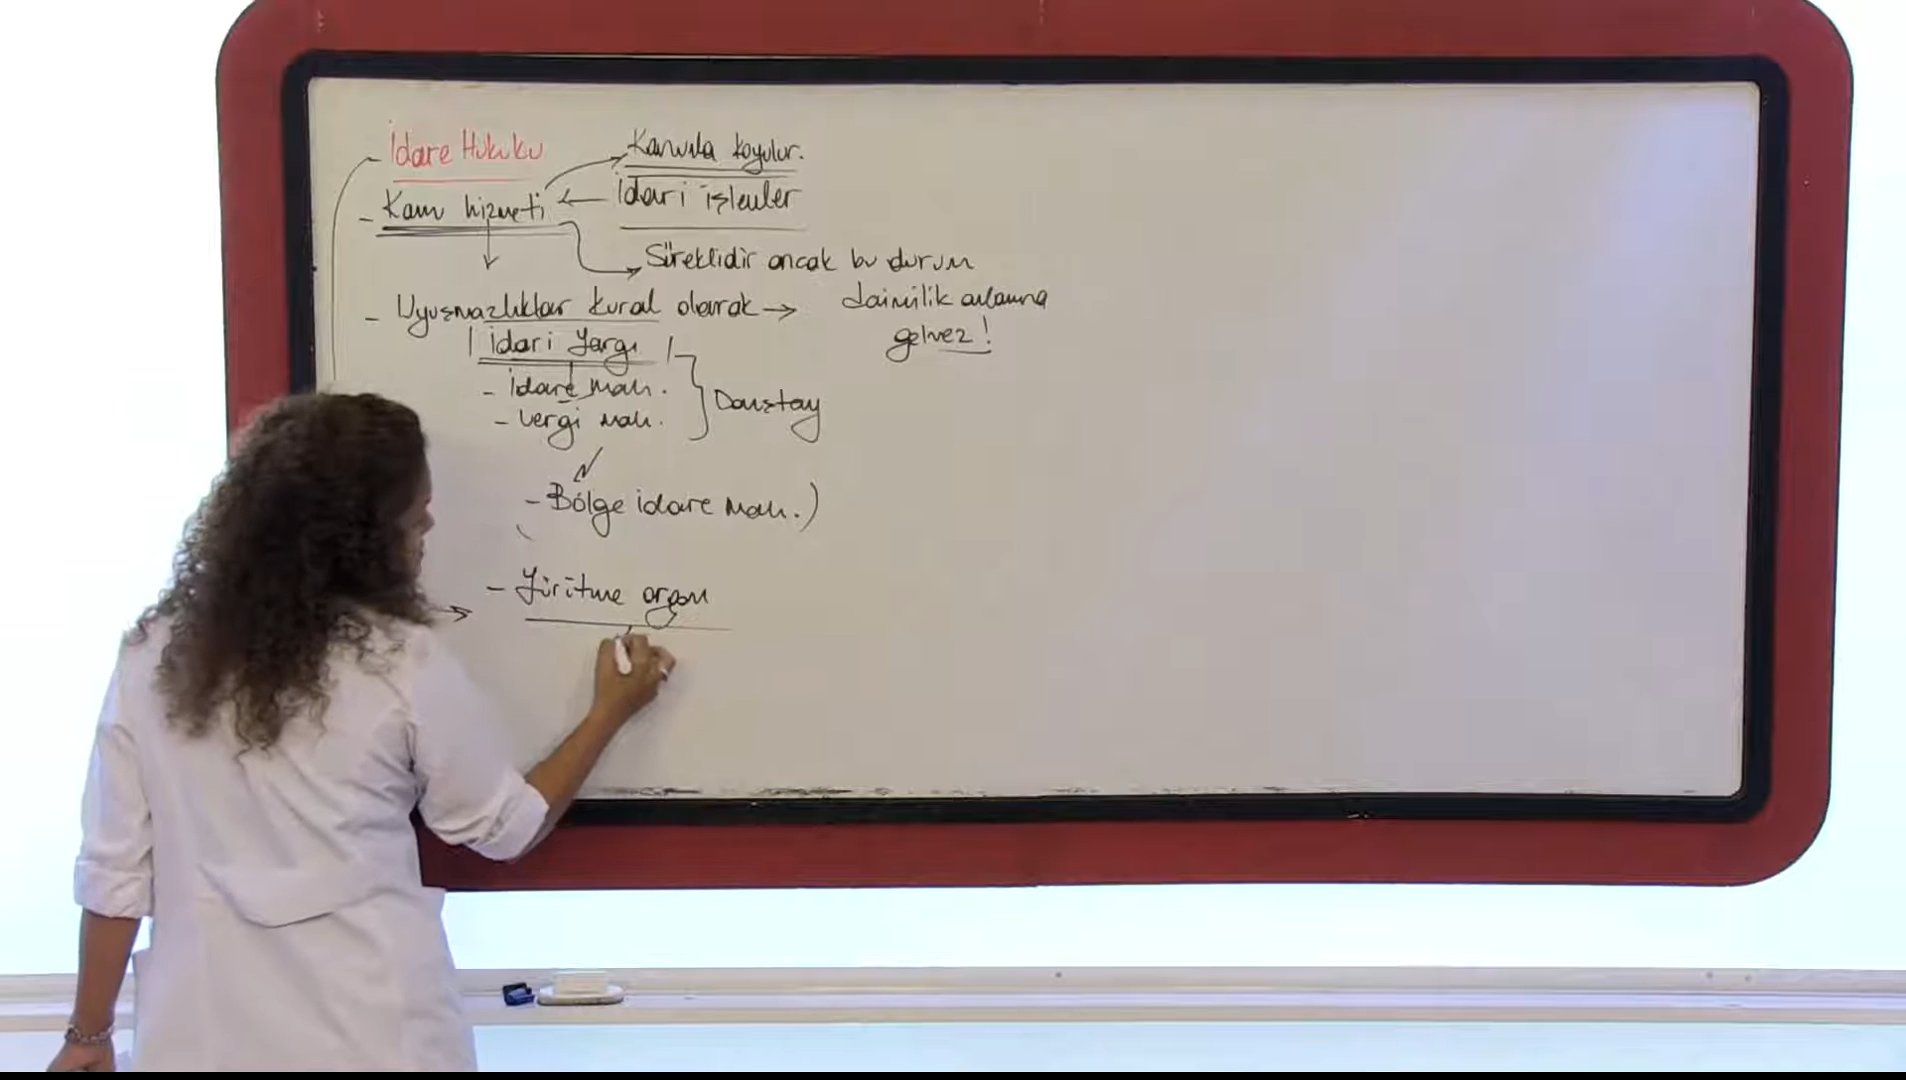 - İdare Hukuku
Kanunla koyulur.
- Kamu hizmeti
İdari işlemler
Süreklidir ancak bu durum
daimilik anlamına
gelmez!
- Uyuşmazlıklar kural olarak →
İdari Yargı
- İdare Mah.
- Vergi Mah.
Danıştay
- Bölge idare Mah.)
- Yürütme organı